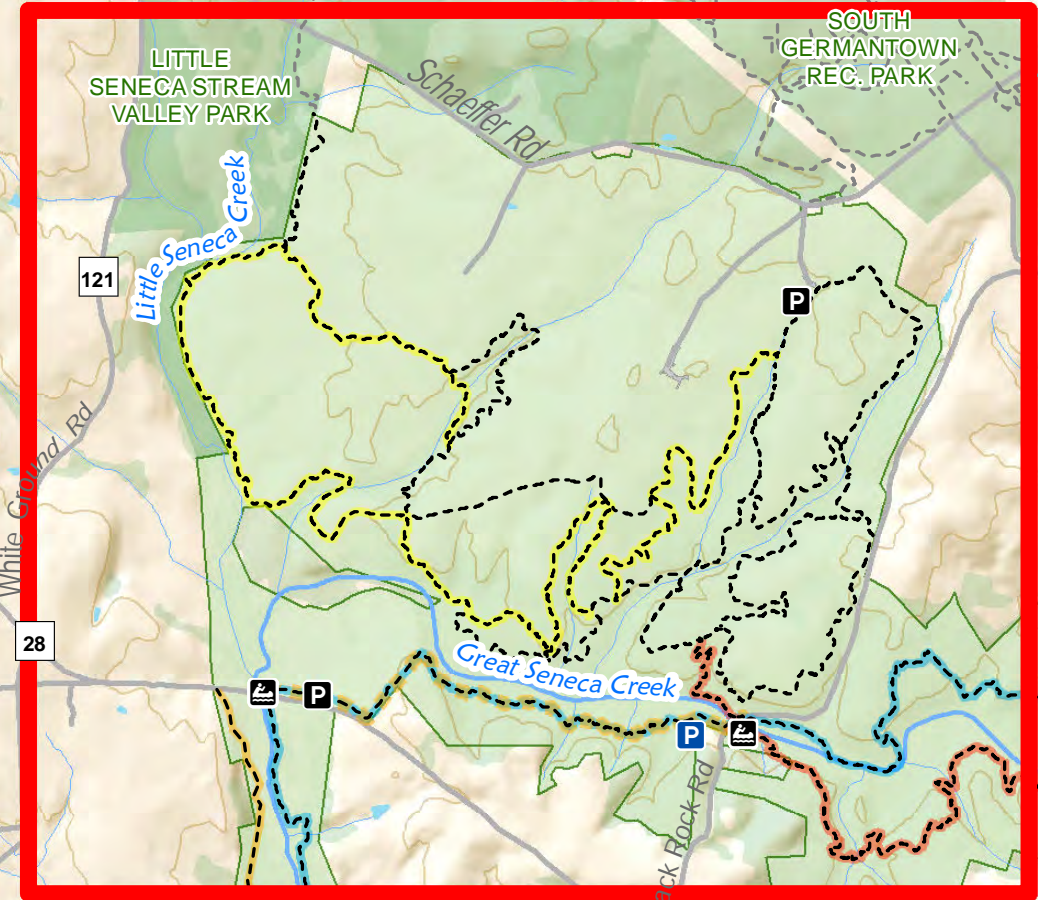 LITTLE
SENECA STREAM
VALLEY PARK
SOUTH
GERMANTOWN
REC. PARK
Schaeffer Rd
Little Seneca Creek
121
P
White Ground Rd
28
Great Seneca Creek
P
P
ack Rock Rd